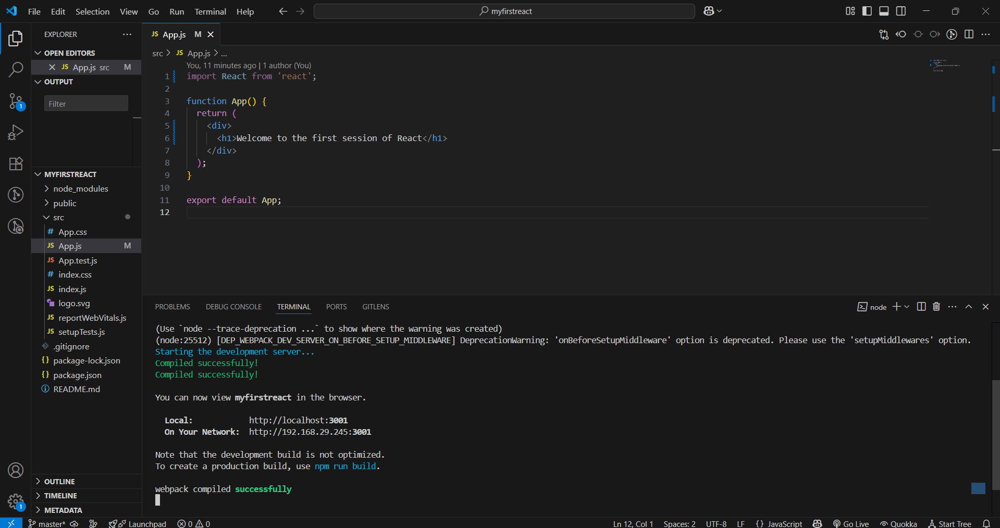 File Edit Selection View Go Run Terminal Help
myfirstreact
EXPLORER
OPEN EDITORS
JS App.js src M
OUTPUT
Filter
MYFIRSTREACT
node_modules
public
src
# App.css
JS App.js M
JS App.test.js
# index.css
JS index.js
logo.svg
JS reportWebVitals.js
JS setupTests.js
.gitignore
{} package-lock.json
{} package.json
README.md
OUTLINE
TIMELINE
METADATA
JS App.js M
src > JS App.js > ...
You, 11 minutes ago | 1 author (You)
1 import React from 'react';
2
3 function App() {
4 return (
5 <div>
6 <h1>Welcome to the first session of React</h1>
7 </div>
8 );
9 }
10
11 export default App;
12
PROBLEMS DEBUG CONSOLE TERMINAL PORTS GITLENS
node
(Use `node --trace-deprecation ...` to show where the warning was created)
(node:25512) [DEP_WEBPACK_DEV_SERVER_ON_BEFORE_SETUP_MIDDLEWARE] DeprecationWarning: 'onBeforeSetupMiddleware' option is deprecated. Please use the 'setupMiddlewares' option.
Starting the development server...
Compiled successfully!
Compiled successfully!
You can now view myfirstreact in the browser.
Local: http://localhost:3001
On Your Network: http://192.168.29.245:3001
Note that the development build is not optimized.
To create a production build, use npm run build.
webpack compiled successfully
1
1
master* Launchpad 0 0 Ln 12, Col 1 Spaces: 2 UTF-8 LF {} JavaScript Go Live Quokka Start Tree